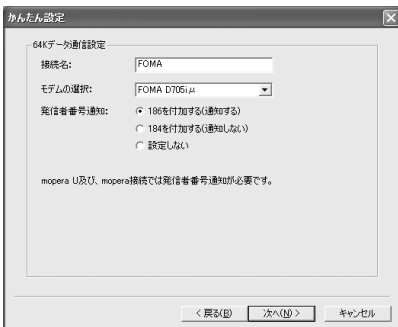 かんたん設定
64Kデータ通信設定
接続名: FOMA
モデムの選択: FOMA D705iμ
発信者番号通知: 186を付加する(通知する)
184を付加する(通知しない)
設定しない
mopera U及び、mopera接続では発信者番号通知が必要です。
< 戻る(B) 次へ(N) > キャンセル